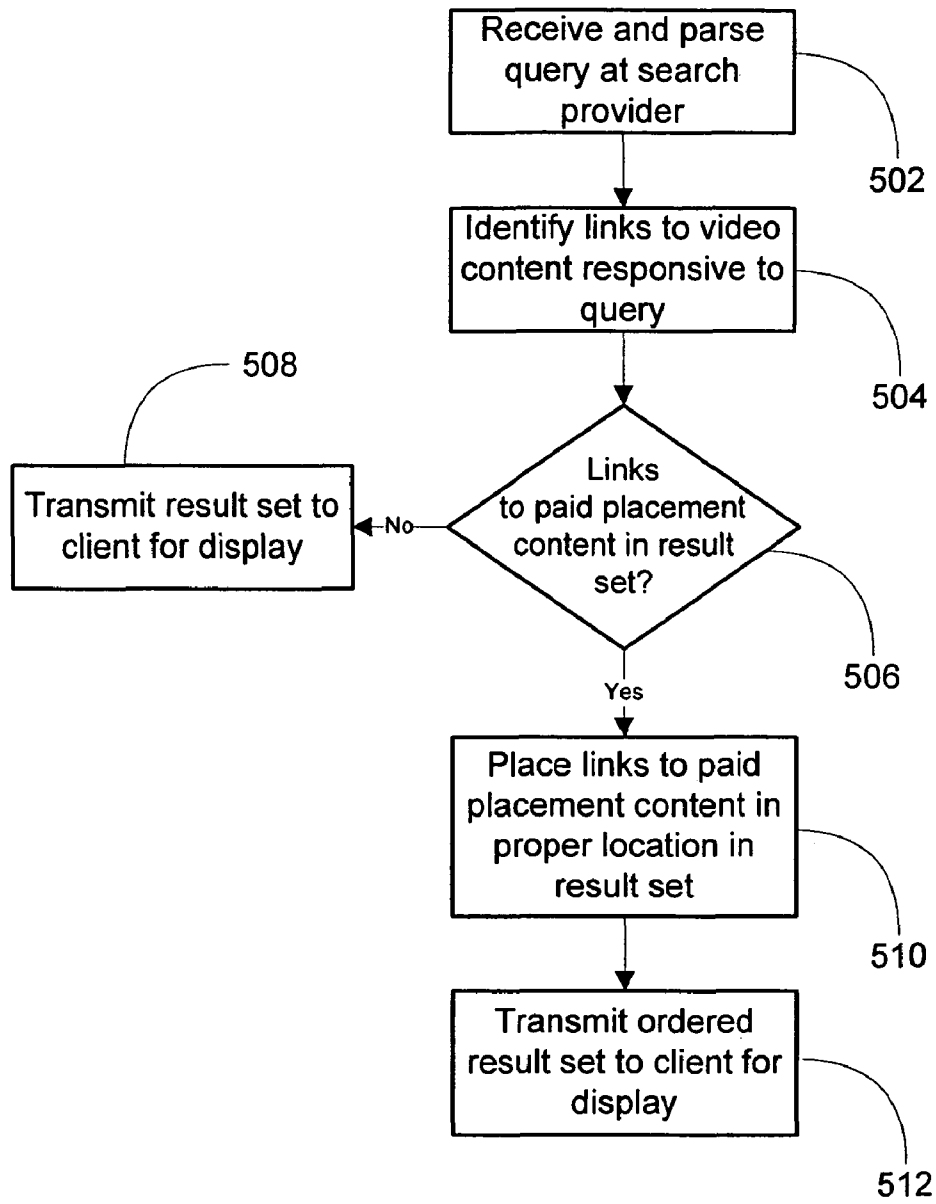 Receive and parse
query at search
provider
502
Identify links to video
content responsive to
query
504
508
Links
to paid placement
content in result
set?
Transmit result set to
client for display
No
506
Yes
Place links to paid
placement content in
proper location in
result set
510
Transmit ordered
result set to client for
display
512